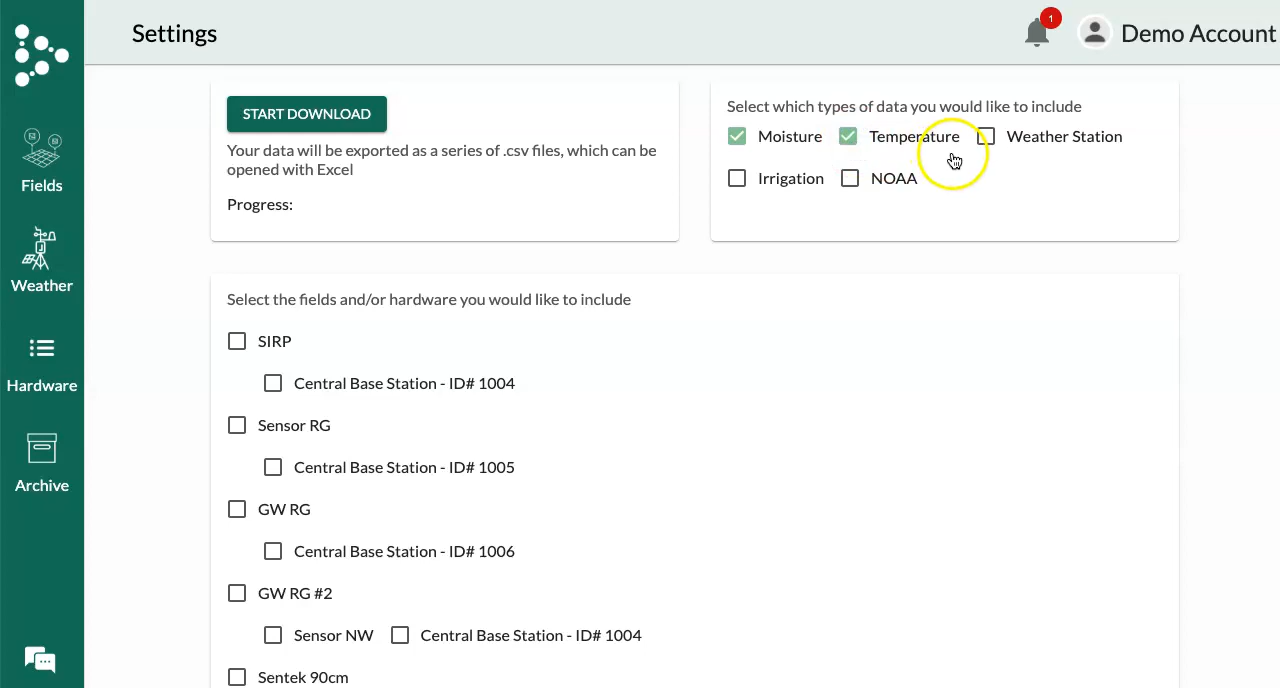 Settings
1
Demo Account
Fields
Weather
Hardware
Archive
START DOWNLOAD
Your data will be exported as a series of .csv files, which can be
opened with Excel
Progress:
Select which types of data you would like to include
Moisture Temperature Weather Station
Irrigation NOAA
Select the fields and/or hardware you would like to include
SIRP
Central Base Station - ID# 1004
Sensor RG
Central Base Station - ID# 1005
GW RG
Central Base Station - ID# 1006
GW RG #2
Sensor NW Central Base Station - ID# 1004
Sentek 90cm